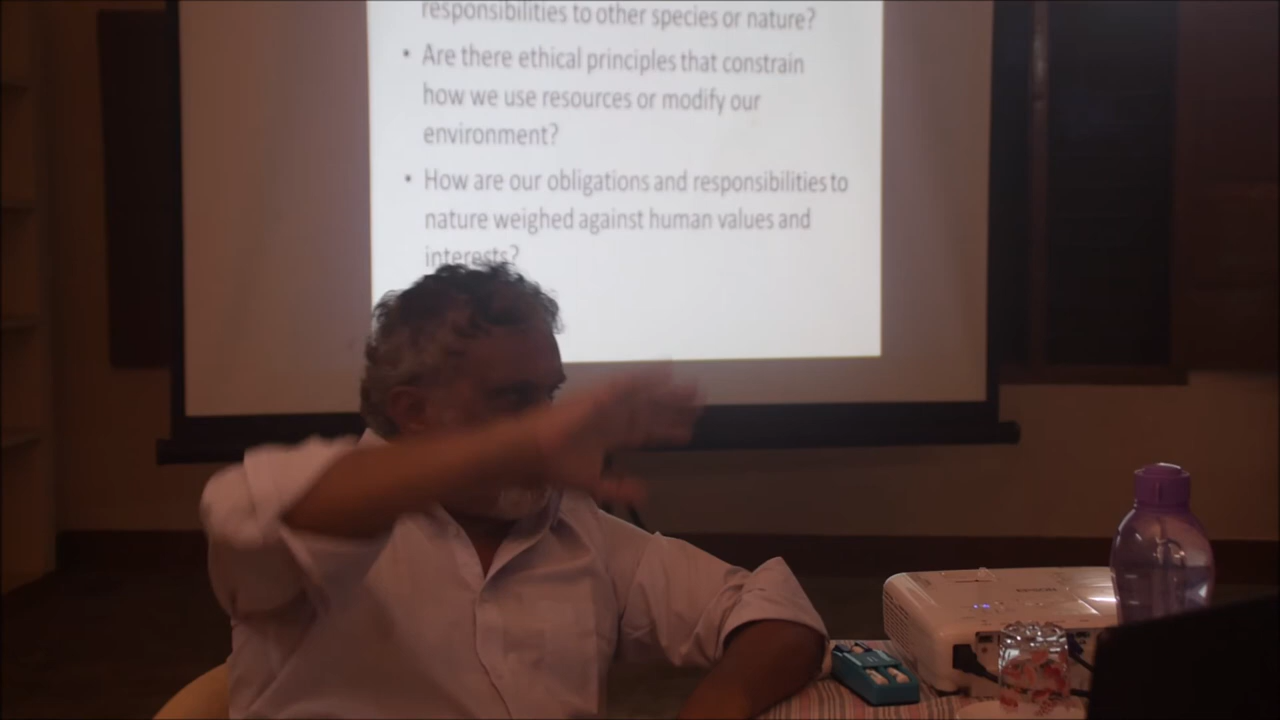 responsibilities to other species or nature?
• Are there ethical principles that constrain
how we use resources or modify our
environment?
• How are our obligations and responsibilities to
nature weighed against human values and
interests?
EPSON